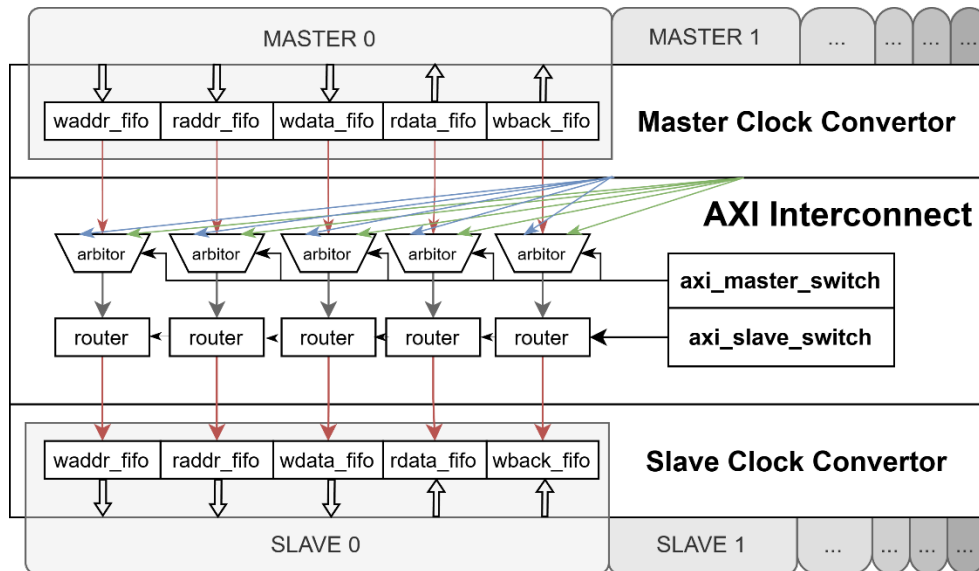 MASTER 0
MASTER 1
...
...
...
...
waddr_fifo
raddr_fifo
wdata_fifo
rdata_fifo
wback_fifo
Master Clock Convertor
AXI Interconnect
arbitor
arbitor
arbitor
arbitor
arbitor
axi_master_switch
router
router
router
router
router
axi_slave_switch
waddr_fifo
raddr_fifo
wdata_fifo
rdata_fifo
wback_fifo
Slave Clock Convertor
SLAVE 0
SLAVE 1
...
...
...
...